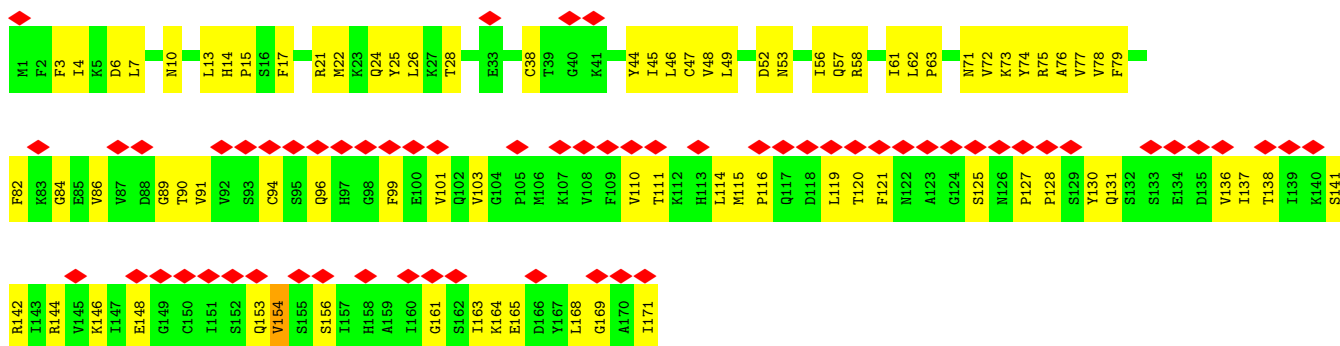 M1 F2 F3 I4 K5 D6 L7 N10 L13 H14 P15 S16 F17 R21 M22 K23 Q24 Y25 L26 K27 T28 E33 C38 T39 G40 K41 Y44 I45 L46 C47 V48 L49 D52 N53 I56 Q57 R58 I61 L62 P63 N71 V72 K73 Y74 R75 A76 V77 V78 F79
F82 K83 G84 E85 V86 V87 D88 G89 T90 V91 V92 S93 C94 S95 Q96 H97 G98 F99 E100 V101 Q102 V103 G104 P105 M106 K107 V108 F109 V110 T111 K112 H113 L114 M115 P116 Q117 D118 L119 T120 F121 N122 A123 G124 S125 N126 P127 P128 S129 Y130 Q131 S132 S133 E134 D135 V136 I137 T138 I139 K140 S141
R142 I143 R144 V145 K146 I147 E148 G149 C150 I151 S152 Q153 V154 S155 S156 I157 H158 A159 I160 G161 S162 I163 K164 E165 D166 Y167 L168 G169 A170 I171